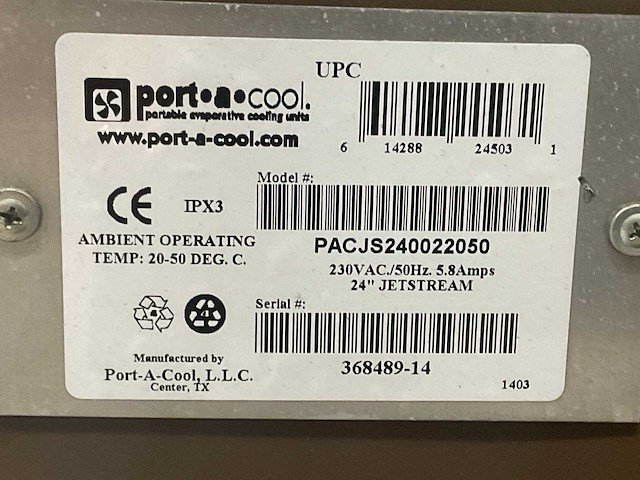 UPC
port•a•cool.
portable evaporative cooling units
www.port-a-cool.com
6 14288 24503 1
Model #:
CE IPX3
PACJS240022050
AMBIENT OPERATING
TEMP: 20-50 DEG. C.
230VAC./50Hz. 5.8Amps
24" JETSTREAM
Serial #:
4 4
368489-14
Manufactured by
Port-A-Cool, L.L.C.
Center, TX
1403